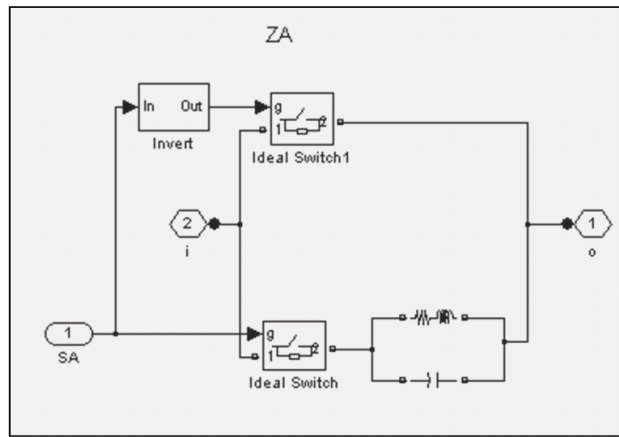 ZA
In Out
Invert
g
1 2
Ideal Switch1
2
i
1
o
1
SA
g
1 2
Ideal Switch